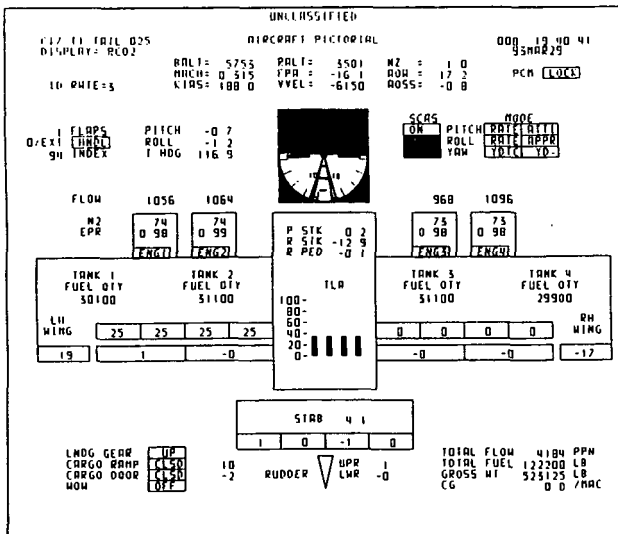 UNCLASSIFIED
C17 T1 TAIL 025 AIRCRAFT PICTORIAL 000 19 40 41
DISPLAY= RC02 93MAR29
BALT= 5753 PALT= 3501 NZ = 1 0
MACH= 0 315 FPA = -16 1 AOA = 17 2 PCM LOCK
ID RATE=3 KIAS= 188 0 VVEL= -6150 AOSS= -0 8
SCAS MODE
1 FLAPS PITCH -0 7 ON PITCH RATE ATTI
O/EXT HNDL ROLL -1 2 ROLL RATE APPR
94 INDEX T HDG 116 9 YAW YDTC YD-
10 10
FLOW 1056 1064 968 1096
N2 74 74 73 73
EPR 0 98 0 99 0 98 0 98
ENG1 ENG2 ENG3 ENG4
P STK 0 2
R STK -12 9
R PED -0 1
TANK 1 TANK 2 TLA TANK 3 TANK 4
FUEL QTY FUEL QTY FUEL QTY FUEL QTY
30100 31100 31100 29900
100-
80-
60-
40-
20-
0-
LH WING 25 25 25 25 0 0 0 0 RH WING
19 1 -0 -0 -0 -17
STAB 4 1
1 0 -1 0
LNDG GEAR UP
CARGO RAMP CLSD 10 RUDDER UPR 1
CARGO DOOR CLSD -2 LWR -0
WOW OFF
TOTAL FLOW 4184 PPH
TOTAL FUEL 122200 LB
GROSS WT 523125 LB
CG 0 0 /MAC